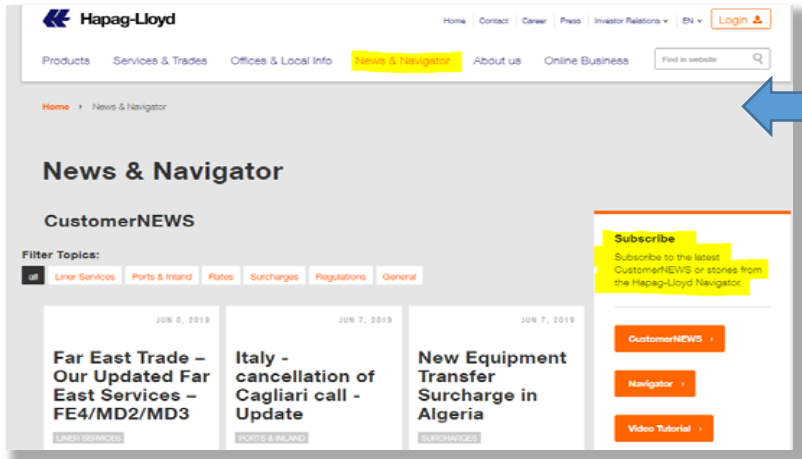 Hapag-Lloyd
Home Contact Career Press Investor Relations EN Login
Products Services & Trades Offices & Local Info News & Navigator About us Online Business Find in website
Home › News & Navigator
News & Navigator
CustomerNEWS
Filter Topics:
all Liner Services Ports & Inland Rates Surcharges Regulations General
Subscribe
Subscribe to the latest
CustomerNEWS or stories from
the Hapag-Lloyd Navigator.
CustomerNEWS ›
Navigator ›
Video Tutorial ›
JUN 8, 2019
Far East Trade –
Our Updated Far
East Services –
FE4/MD2/MD3
LINER SERVICES
JUN 7, 2019
Italy -
cancellation of
Cagliari call -
Update
PORTS & INLAND
JUN 7, 2019
New Equipment
Transfer
Surcharge in
Algeria
SURCHARGES